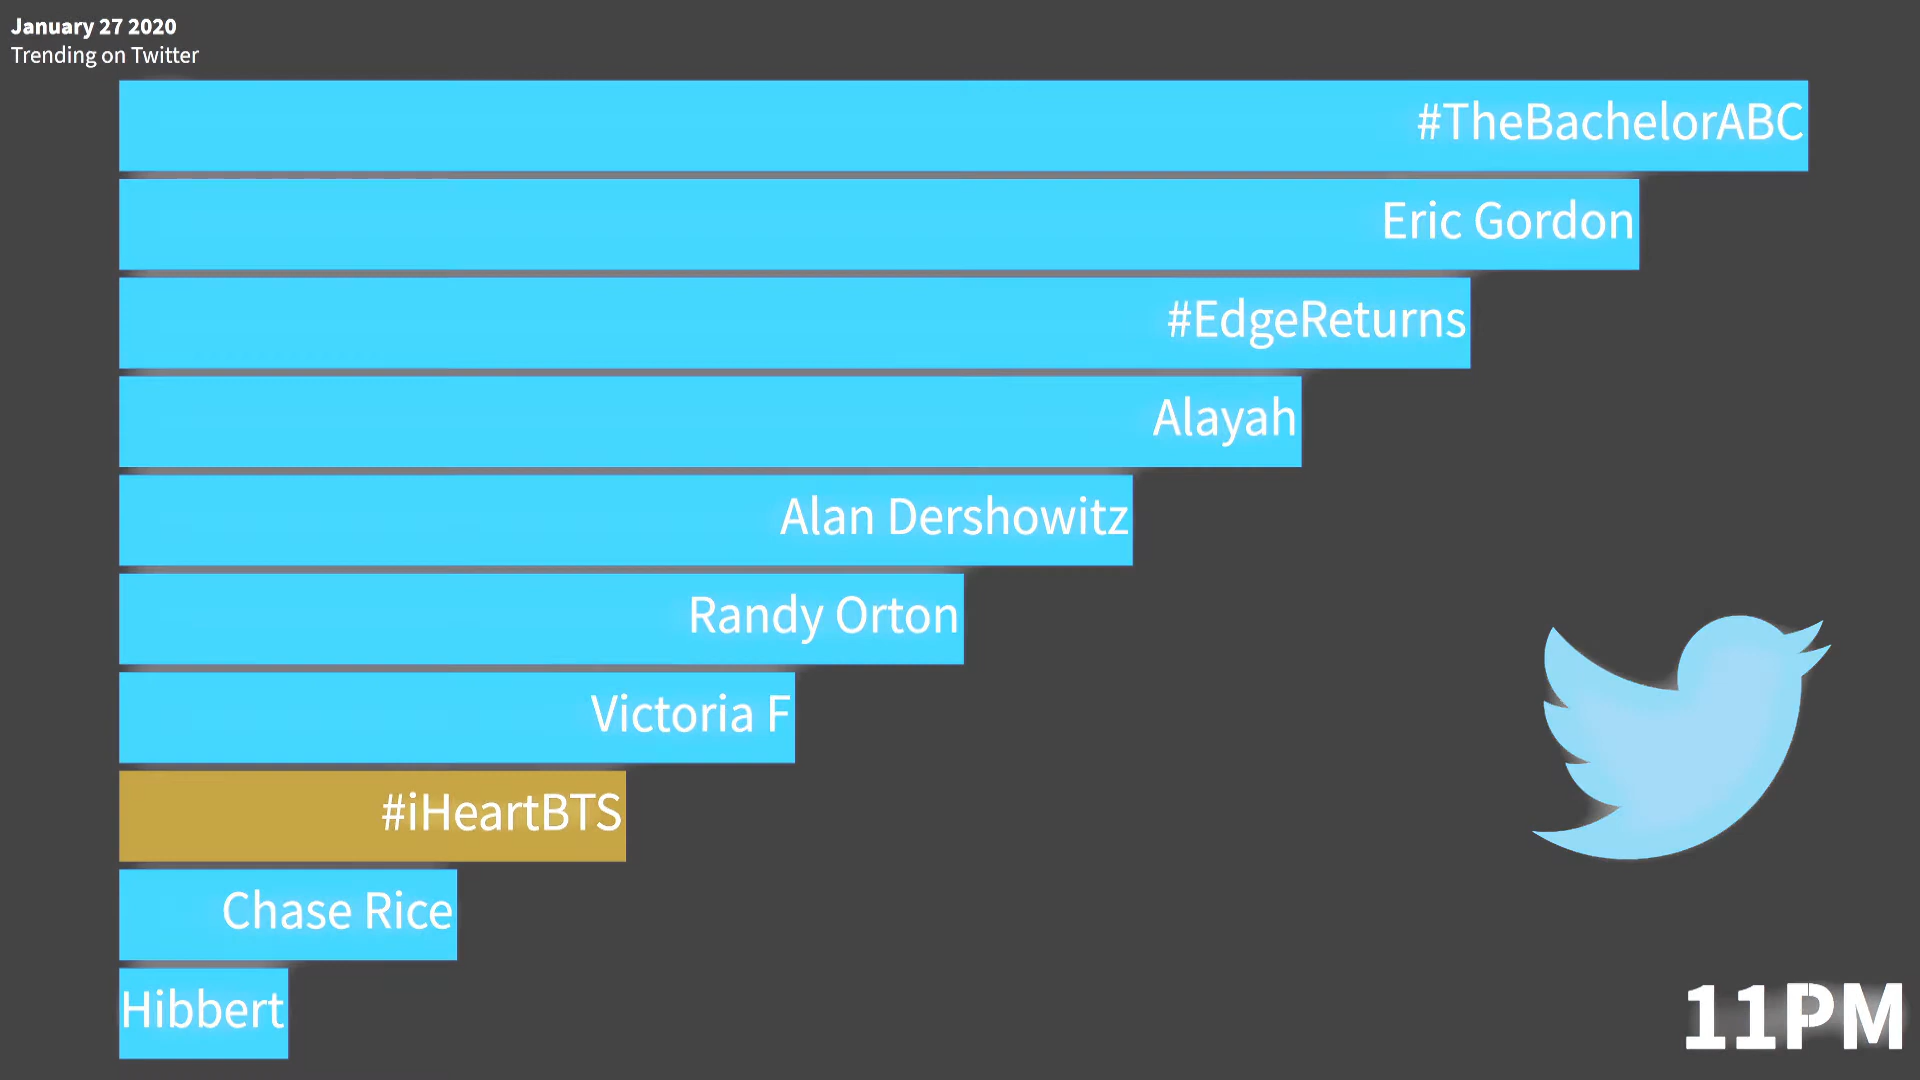 January 27 2020
Trending on Twitter
#TheBachelorABC
Eric Gordon
#EdgeReturns
Alayah
Alan Dershowitz
Randy Orton
Victoria F
#iHeartBTS
Chase Rice
Hibbert
11PM